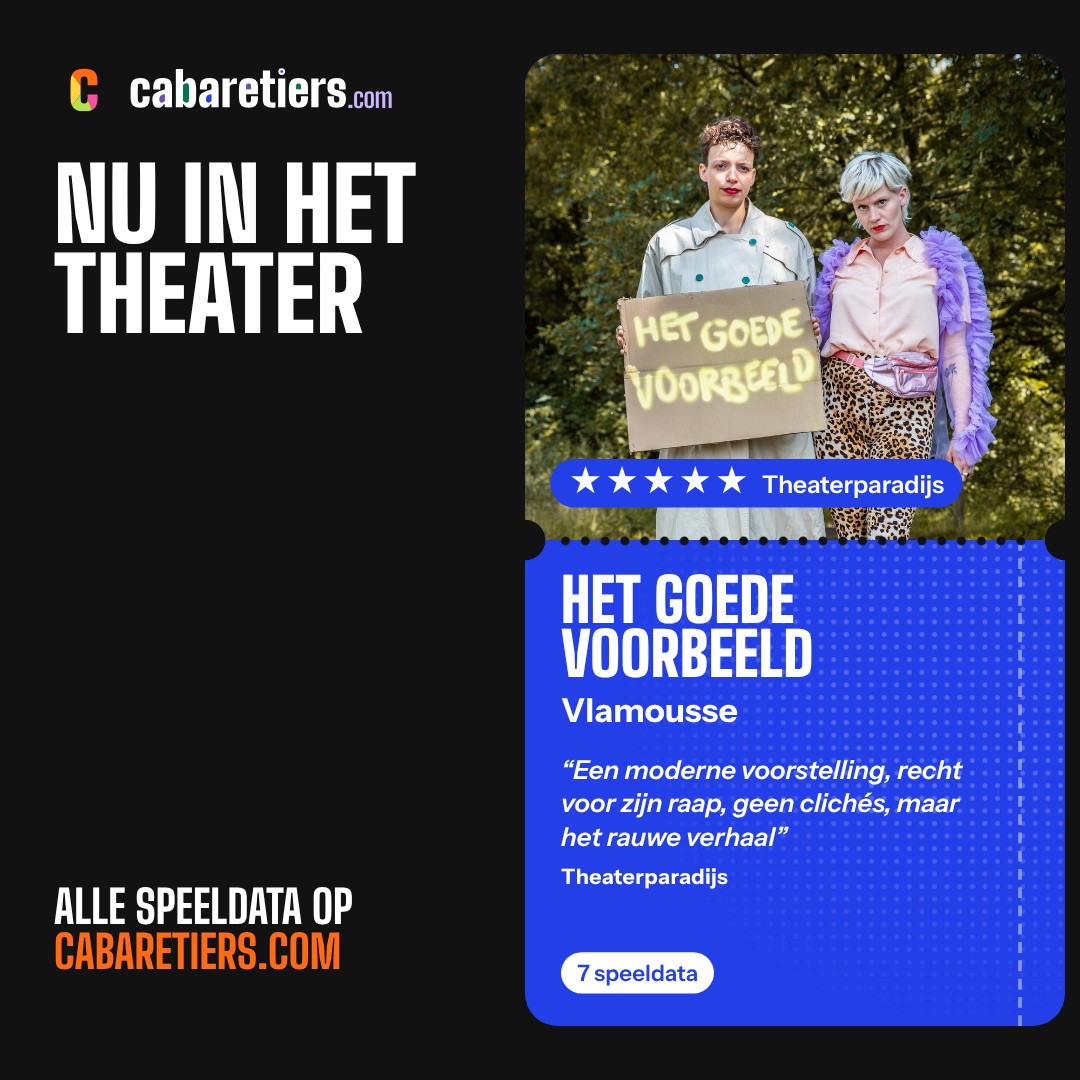 cabaretiers.com
NU IN HET
THEATER
HET GOEDE
VOORBEELD
★★★★★ Theaterparadijs
HET GOEDE
VOORBEELD
Vlamousse
“Een moderne voorstelling, recht
voor zijn raap, geen clichés, maar
het rauwe verhaal”
Theaterparadijs
7 speeldata
ALLE SPEELDATA OP
CABARETIERS.COM